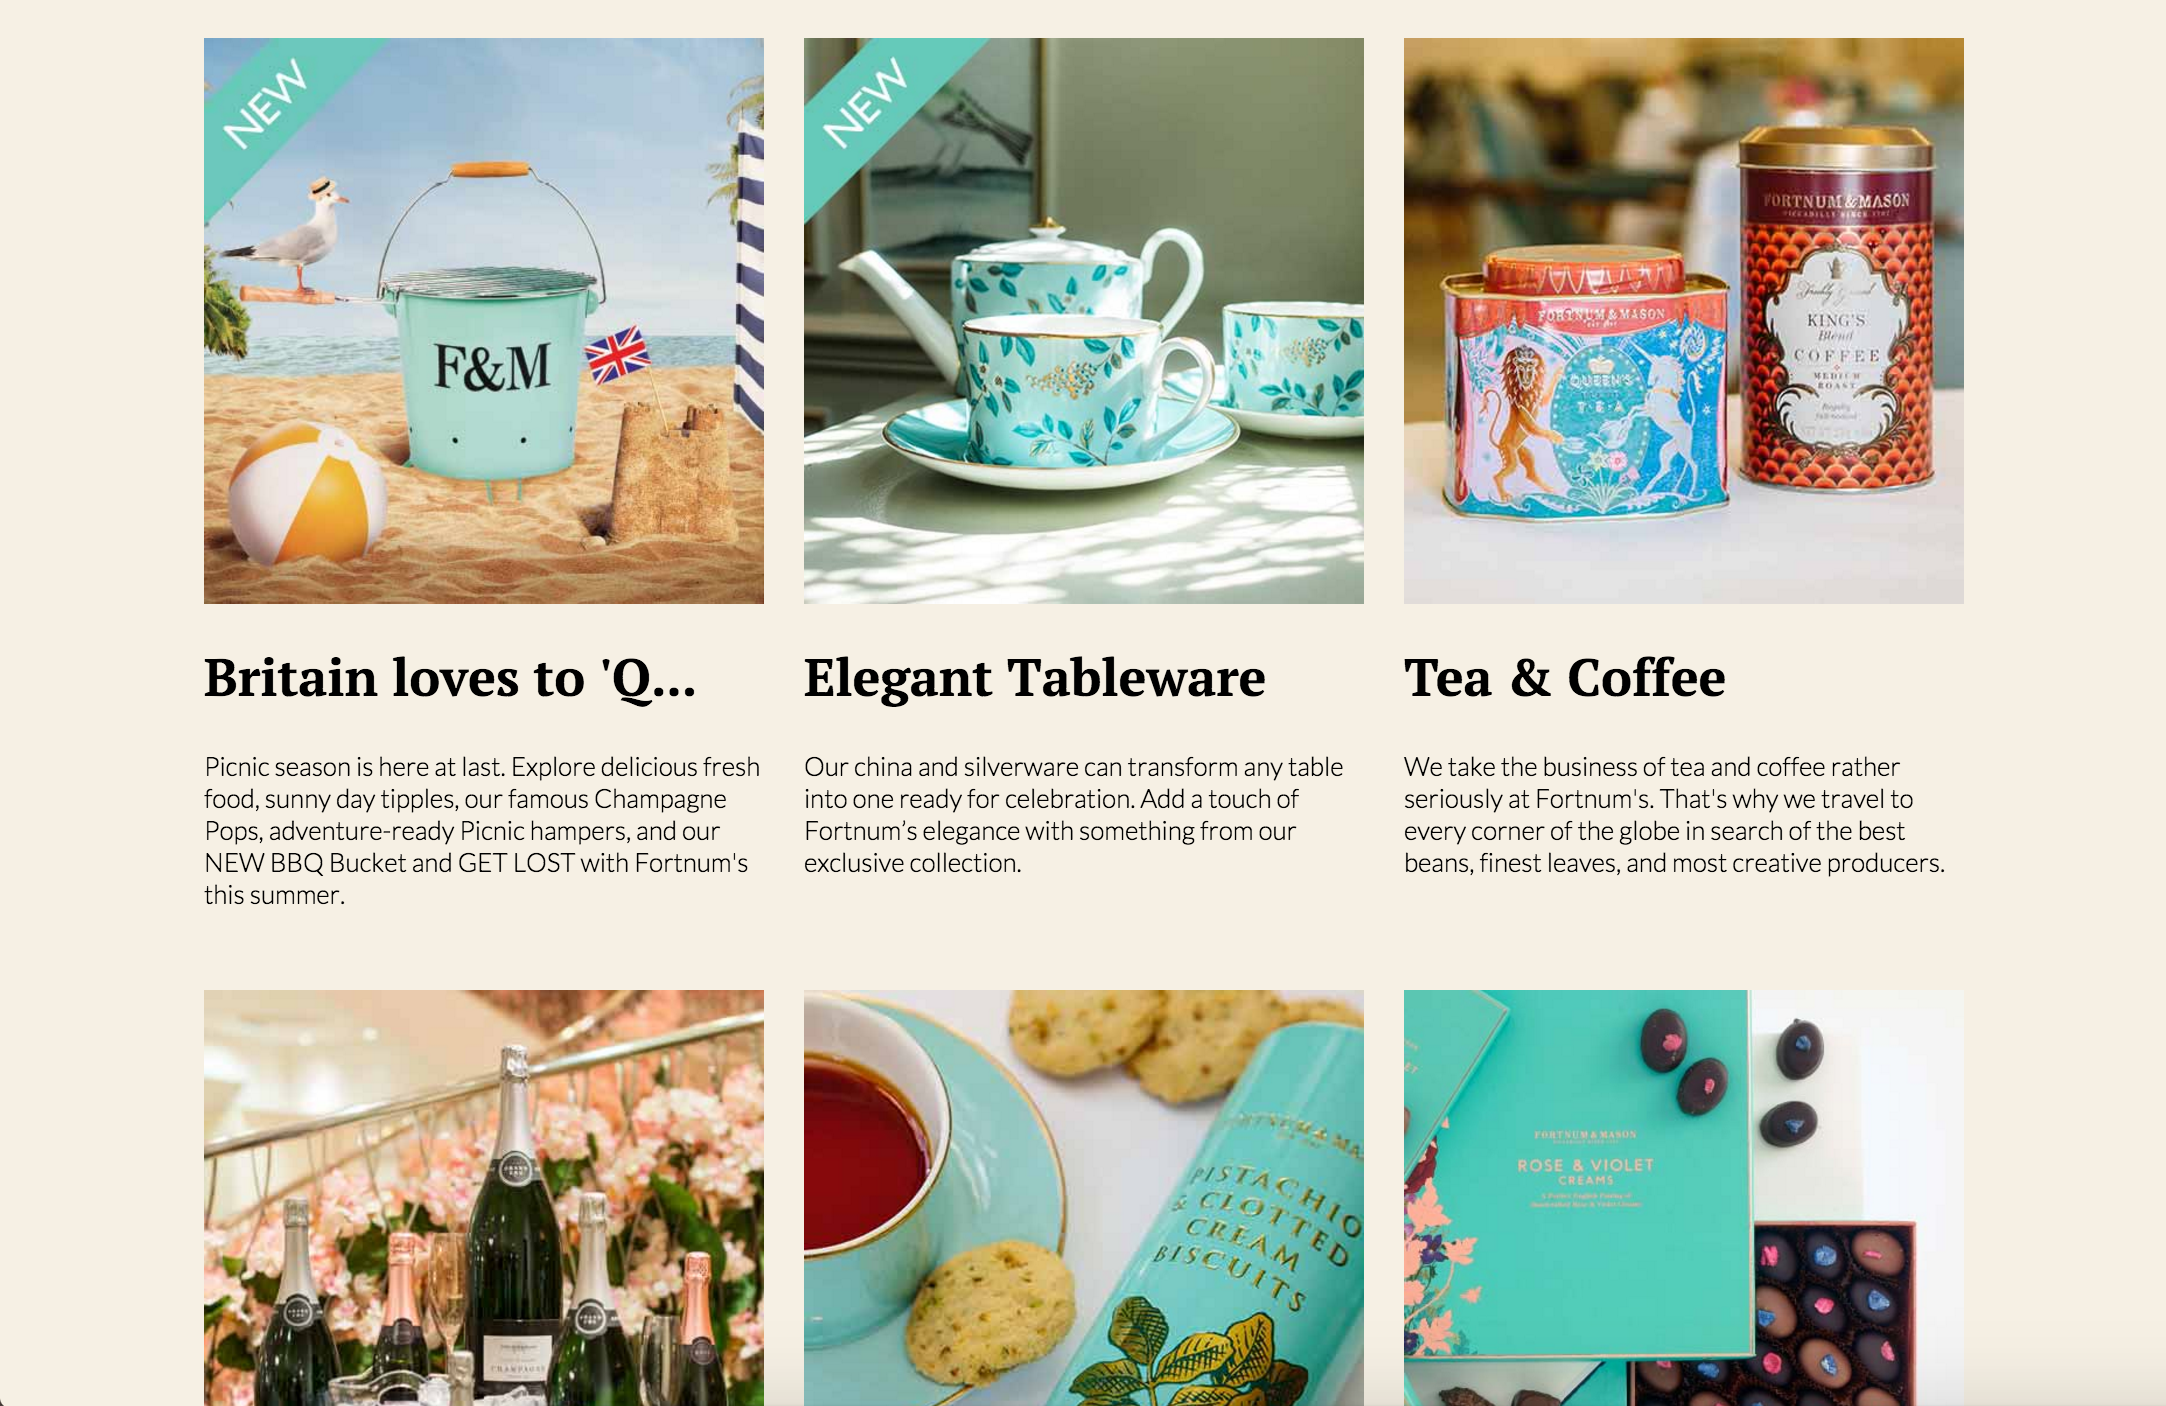 NEW
F&M
NEW
FORTNUM & MASON
QUEEN'S
TEA
FORTNUM & MASON
PICCADILLY SINCE 1707
KING'S
Blend
COFFEE
MEDIUM
ROAST
Britain loves to 'Q...
Picnic season is here at last. Explore delicious fresh
food, sunny day tipples, our famous Champagne
Pops, adventure-ready Picnic hampers, and our
NEW BBQ Bucket and GET LOST with Fortnum's
this summer.
Elegant Tableware
Our china and silverware can transform any table
into one ready for celebration. Add a touch of
Fortnum’s elegance with something from our
exclusive collection.
Tea & Coffee
We take the business of tea and coffee rather
seriously at Fortnum's. That's why we travel to
every corner of the globe in search of the best
beans, finest leaves, and most creative producers.
CHAMPAGNE
PISTACHIO
& CLOTTED
CREAM
BISCUITS
FORTNUM & MASON
ROSE & VIOLET
CREAMS